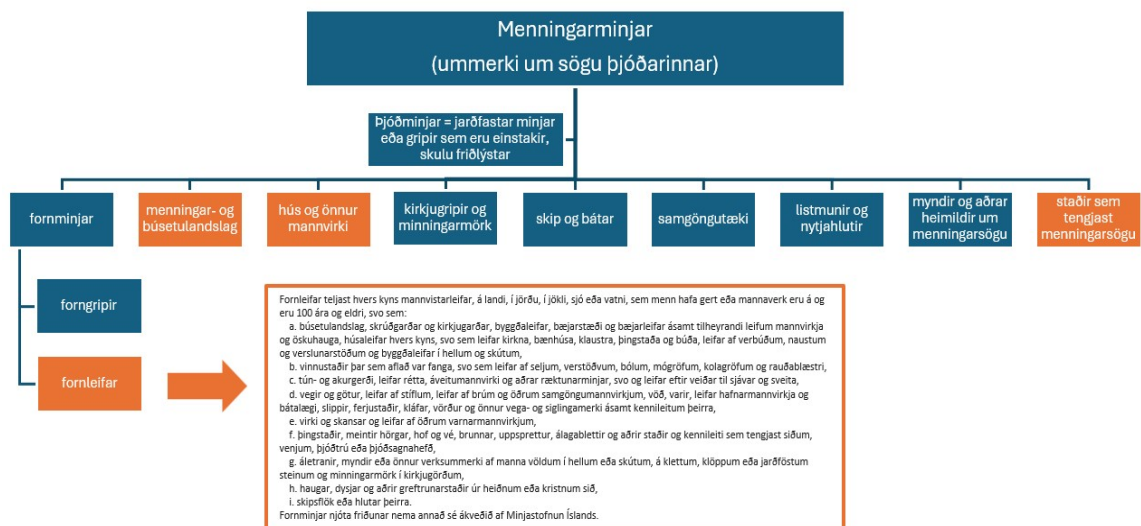 Menningarminjar
(ummerki um sögu þjóðarinnar)
Þjóðminjar = jarðfastar minjar
eða gripir sem eru einstakir,
skulu friðlýstar
fornminjar
menningar- og
búsetulandslag
hús og önnur
mannvirki
kirkjugripir og
minningarmörk
skip og bátar
samgöngutæki
listmunir og
nytjahlutir
myndir og aðrar
heimildir um
menningarsögu
staðir sem
tengjast
menningarsögu
forngripir
fornleifar
Fornleifar teljast hvers kyns mannvistarleifar, á landi, í jörðu, í jökli, sjó eða vatni, sem menn hafa gert eða mannaverk eru á og
eru 100 ára og eldri, svo sem:
a. búsetulandslag, skrúðgarðar og kirkjugarðar, byggðaleifar, bæjarstæði og bæjarleifar ásamt tilheyrandi leifum mannvirkja
og öskuhauga, húsaleifar hvers kyns, svo sem leifar kirkna, bænhúsa, klaustra, þingstaða og búða, leifar af verbúðum, naustum
og verslunarstöðum og byggðaleifar í hellum og skútum,
b. vinnustaðir þar sem aflað var fanga, svo sem leifar af seljum, verstöðvum, bólum, mógröfum, kolagröfum og rauðablæstri,
c. tún- og akurgerði, leifar rétta, áveitumannvirki og aðrar ræktunarminjar, svo og leifar eftir veiðar til sjávar og sveita,
d. vegir og götur, leifar af stíflum, leifar af brúm og öðrum samgöngumannvirkjum, vöð, varir, leifar hafnarmannvirkja og
bátalægi, slippir, ferjustaðir, kláfar, vörður og önnur vega- og siglingamerki ásamt kennileitum þeirra,
e. virki og skansar og leifar af öðrum varnarmannvirkjum,
f. þingstaðir, meintir hörgar, hof og vé, brunnar, uppsprettur, álagablettir og aðrir staðir og kennileiti sem tengjast siðum,
venjum, þjóðtrú eða þjóðsagnahefð,
g. áletranir, myndir eða önnur verksummerki af manna völdum í hellum eða skútum, á klettum, klöppum eða jarðföstum
steinum og minningarmörk í kirkjugörðum,
h. haugar, dysjar og aðrir greftrunarstaðir úr heiðnum eða kristnum sið,
i. skipsflök eða hlutar þeirra.
Fornminjar njóta friðunar nema annað sé ákveðið af Minjastofnun Íslands.